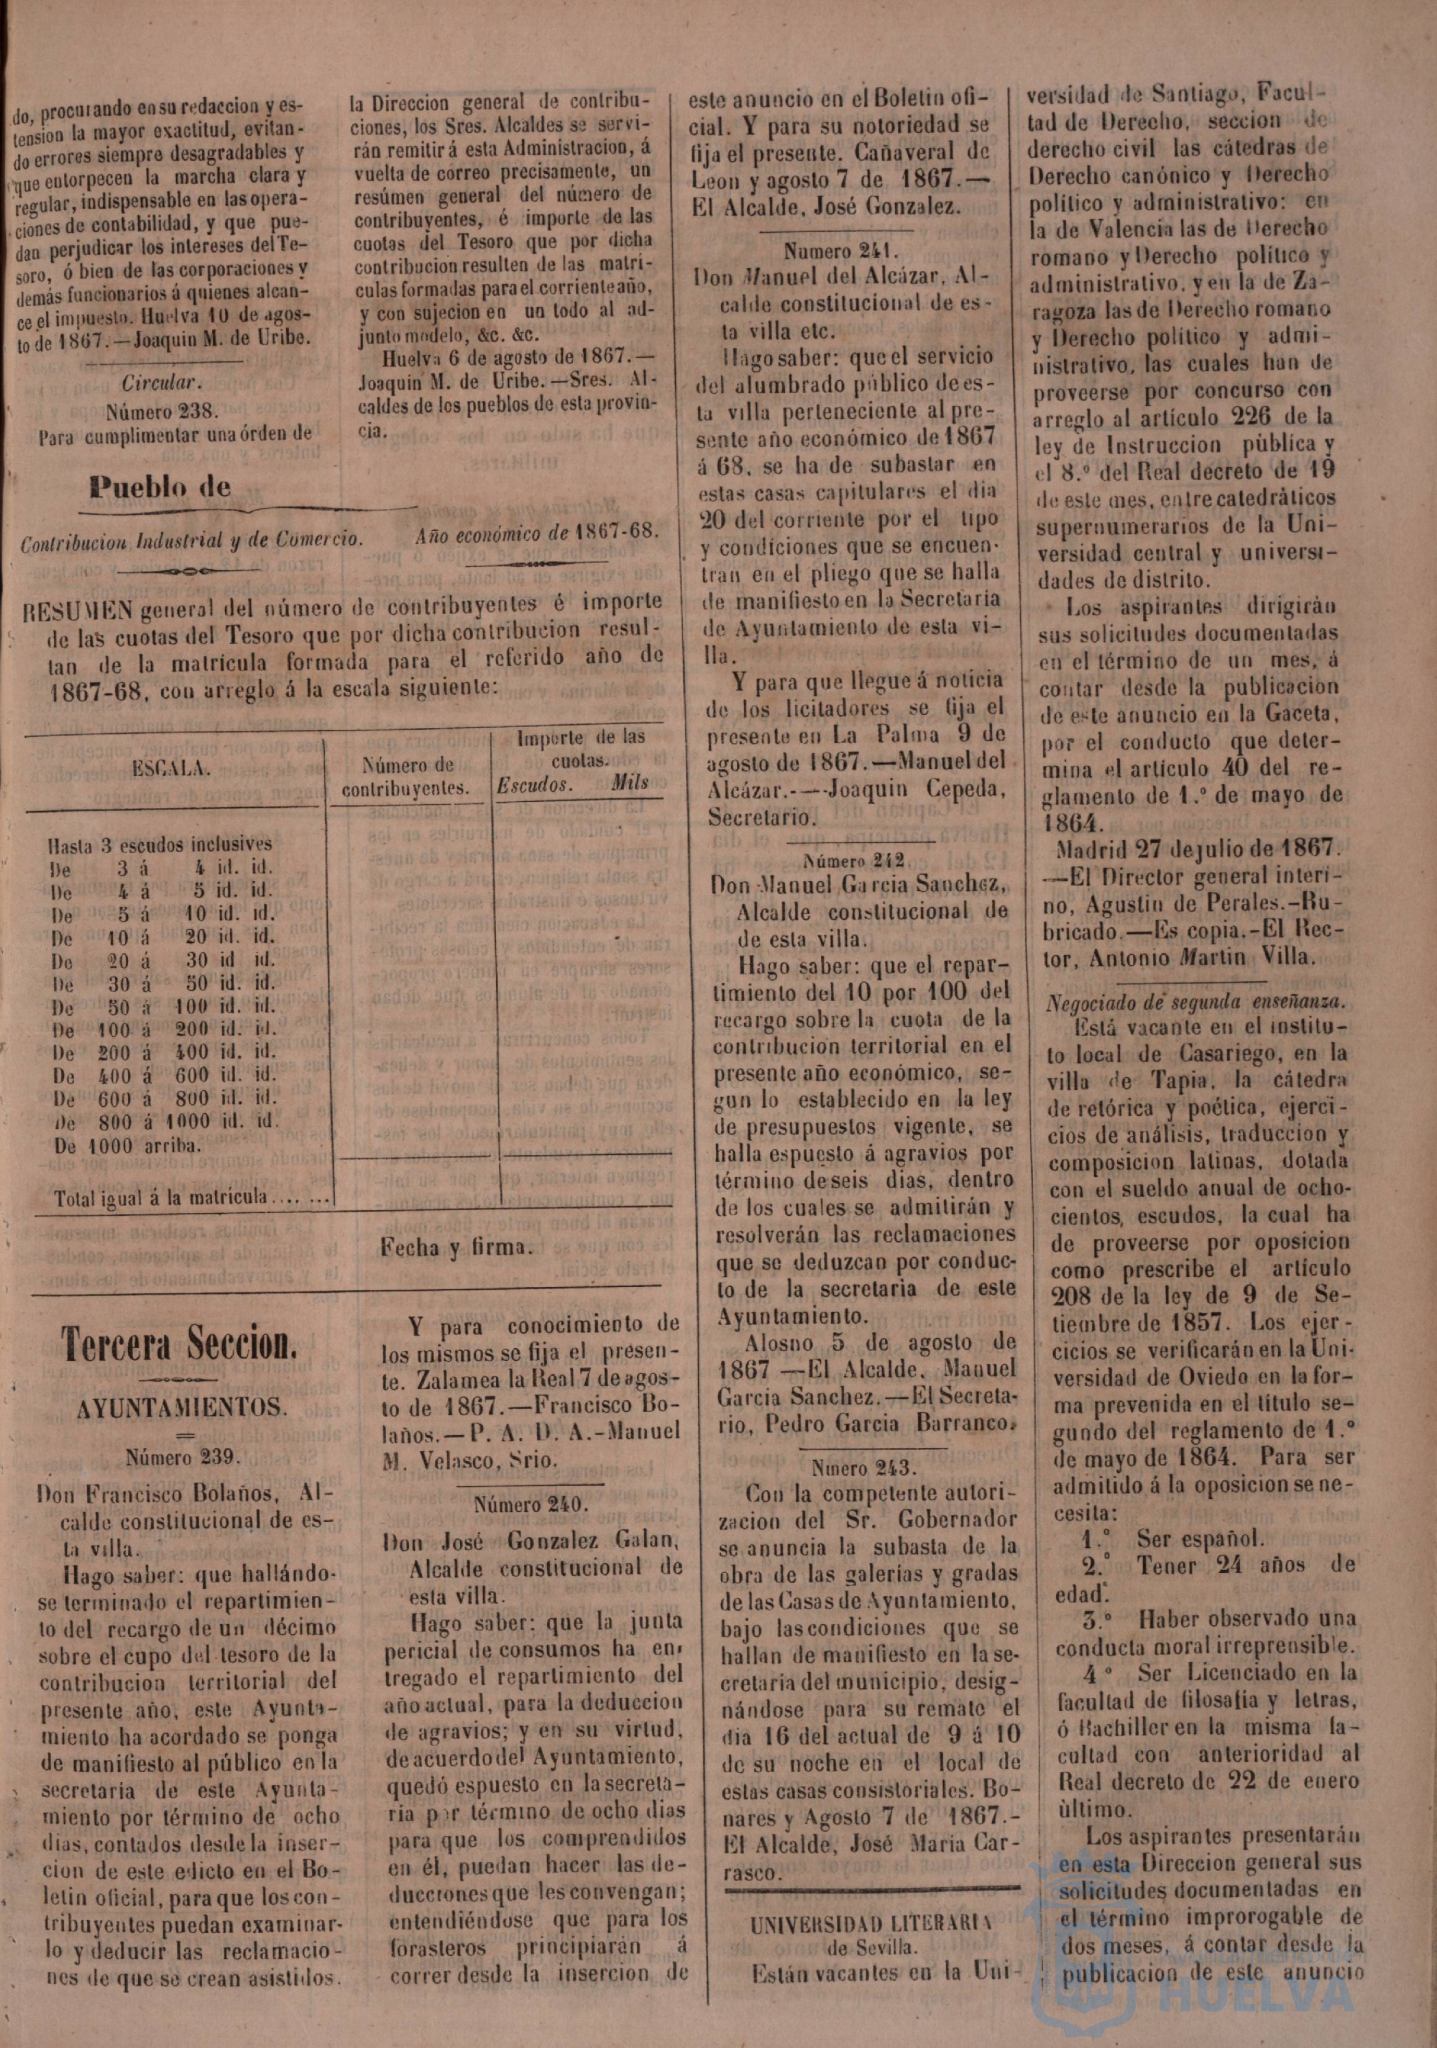 do, procurando en su redaccion y es-
tension la mayor exactitud, evitan-
do errores siempre desagradables y
que entorpecen la marcha clara y
regular, indispensable en las opera-
ciones de contabilidad, y que pue-
dan perjudicar los intereses del Te-
soro, ó bien de las corporaciones y
demás funcionarios á quienes alcan-
ce el impuesto. Huelva 10 de agos-
to de 1867.—Joaquin M. de Uribe.
Circular.
Número 238.
Para cumplimentar una órden de
la Direccion general de contribu-
ciones, los Sres. Alcaldes se servi-
rán remitir á esta Administracion, á
vuelta de correo precisamente, un
resúmen general del número de
contribuyentes, é importe de las
cuotas del Tesoro que por dicha
contribucion resulten de las matrí-
culas formadas para el corriente año,
y con sujecion en un todo al ad-
junto modelo, &c. &c.
Huelva 6 de agosto de 1867.—
Joaquin M. de Uribe.—Sres. Al-
caldes de los pueblos de esta provin-
cia.
Pueblo de
Contribucion Industrial y de Comercio. Año económico de 1867-68.
RESUMEN general del número de contribuyentes é importe
de las cuotas del Tesoro que por dicha contribucion resul-
tan de la matrícula formada para el referido año de
1867-68, con arreglo á la escala siguiente:
ESCALA. Número de contribuyentes. Importe de las cuotas.
Escudos. Mils
Hasta 3 escudos inclusives
De 3 á 4 id. id.
De 4 á 5 id. id.
De 5 á 10 id. id.
De 10 á 20 id. id.
De 20 á 30 id id.
De 30 á 50 id. id.
De 50 á 100 id. id.
De 100 á 200 id. id.
De 200 á 400 id. id.
De 400 á 600 id. id.
De 600 á 800 id. id.
De 800 á 1000 id. id.
De 1000 arriba.
Total igual á la matrícula.... ...
Fecha y firma.
Tercera Seccion.
AYUNTAMIENTOS.
Número 239.
Don Francisco Bolaños, Al-
calde constitucional de es-
ta villa.
Hago saber: que hallándo-
se terminado el repartimien-
to del recargo de un décimo
sobre el cupo del tesoro de la
contribucion territorial del
presente año, este Ayunta-
miento ha acordado se ponga
de manifiesto al público en la
secretaria de este Ayunta-
miento por término de ocho
dias, contados desde la inser-
cion de este edicto en el Bo-
letin oficial, para que los con-
tribuyentes puedan examinar-
lo y deducir las reclamacio-
nes de que se crean asistidos.
Y para conocimiento de
los mismos se fija el presen-
te. Zalamea la Real 7 de agos-
to de 1867.—Francisco Bo-
laños.—P. A. D. A.-Manuel
M. Velasco, Srio.
Número 240.
Don José Gonzalez Galan,
Alcalde constitucional de
esta villa.
Hago saber: que la junta
pericial de consumos ha en-
tregado el repartimiento del
año actual, para la deduccion
de agravios; y en su virtud,
de acuerdo del Ayuntamiento,
quedó espuesto en la secreta-
ria por término de ocho dias
para que los comprendidos
en él, puedan hacer las de-
ducciones que les convengan;
entendiéndose que para los
forasteros principiarán á
correr desde la insercion de
este anuncio en el Boletin ofi-
cial. Y para su notoriedad se
fija el presente. Cañaveral de
Leon y agosto 7 de 1867.—
El Alcalde, José Gonzalez.
Número 241.
Don Manuel del Alcázar, Al-
calde constitucional de es-
ta villa etc.
Hago saber: que el servicio
del alumbrado público de es-
ta villa perteneciente al pre-
sente año económico de 1867
á 68, se ha de subastar en
estas casas capitulares el dia
20 del corriente por el tipo
y condiciones que se encuen-
tran en el pliego que se halla
de manifiesto en la Secretaria
de Ayuntamiento de esta vi-
lla.
Y para que llegue á noticia
de los licitadores se fija el
presente en La Palma 9 de
agosto de 1867.—Manuel del
Alcázar.-—-Joaquin Cepeda,
Secretario.
Número 242.
Don Manuel Garcia Sanchez,
Alcalde constitucional de
de esta villa.
Hago saber: que el repar-
timiento del 10 por 100 del
recargo sobre la cuota de la
contribucion territorial en el
presente año económico, se-
gun lo establecido en la ley
de presupuestos vigente, se
halla espuesto á agravios por
término de seis dias, dentro
de los cuales se admitirán y
resolverán las reclamaciones
que se deduzcan por conduc-
to de la secretaria de este
Ayuntamiento.
Alosno 5 de agosto de
1867 —El Alcalde, Manuel
Garcia Sanchez.—El Secreta-
rio, Pedro Garcia Barranco.
Número 243.
Con la competente autori-
zacion del Sr. Gobernador
se anuncia la subasta de la
obra de las galerías y gradas
de las Casas de Ayuntamiento,
bajo las condiciones que se
hallan de manifiesto en la se-
cretaria del municipio, desig-
nándose para su remate el
dia 16 del actual de 9 á 10
de su noche en el local de
estas casas consistoriales. Bo-
nares y Agosto 7 de 1867.-
El Alcalde, José Maria Car-
rasco.
UNIVERSIDAD LITERARIA
de Sevilla.
Están vacantes en la Uni-
versidad de Santiago, Facul-
tad de Derecho, seccion de
derecho civil las cátedras de
Derecho canónico y Derecho
político y administrativo: en
la de Valencia las de Derecho
romano y Derecho político y
administrativo, y en la de Za-
ragoza las de Derecho romano
y Derecho político y admi-
nistrativo, las cuales han de
proveerse por concurso con
arreglo al artículo 226 de la
ley de Instruccion pública y
el 8.º del Real decreto de 19
de este mes, entre catedráticos
supernumerarios de la Uni-
versidad central y universi-
dades de distrito.
Los aspirantes dirigirán
sus solicitudes documentadas
en el término de un mes, á
contar desde la publicacion
de este anuncio en la Gaceta,
por el conducto que deter-
mina el artículo 40 del re-
glamento de 1.º de mayo de
1864.
Madrid 27 de julio de 1867.
—El Director general interi-
no, Agustin de Perales.-Ru-
bricado.—Es copia.-El Rec-
tor, Antonio Martin Villa.
Negociado de segunda enseñanza.
Está vacante en el institu-
to local de Casariego, en la
villa de Tapia, la cátedra
de retórica y poética, ejerci-
cios de análisis, traduccion y
composicion latinas, dotada
con el sueldo anual de ocho-
cientos, escudos, la cual ha
de proveerse por oposicion
como prescribe el artículo
208 de la ley de 9 de Se-
tiembre de 1857. Los ejer-
cicios se verificarán en la Uni-
versidad de Oviedo en la for-
ma prevenida en el título se-
gundo del reglamento de 1.º
de mayo de 1864. Para ser
admitido á la oposicion se ne-
cesita:
1.º Ser español.
2.º Tener 24 años de
edad.
3.º Haber observado una
conducta moral irreprensible.
4º Ser Licenciado en la
facultad de filosofía y letras,
ó Bachiller en la misma fa-
cultad con anterioridad al
Real decreto de 22 de enero
último.
Los aspirantes presentarán
en esta Direccion general sus
solicitudes documentadas en
el término improrogable de
dos meses, á contar desde la
publicacion de este anuncio
HUELVA